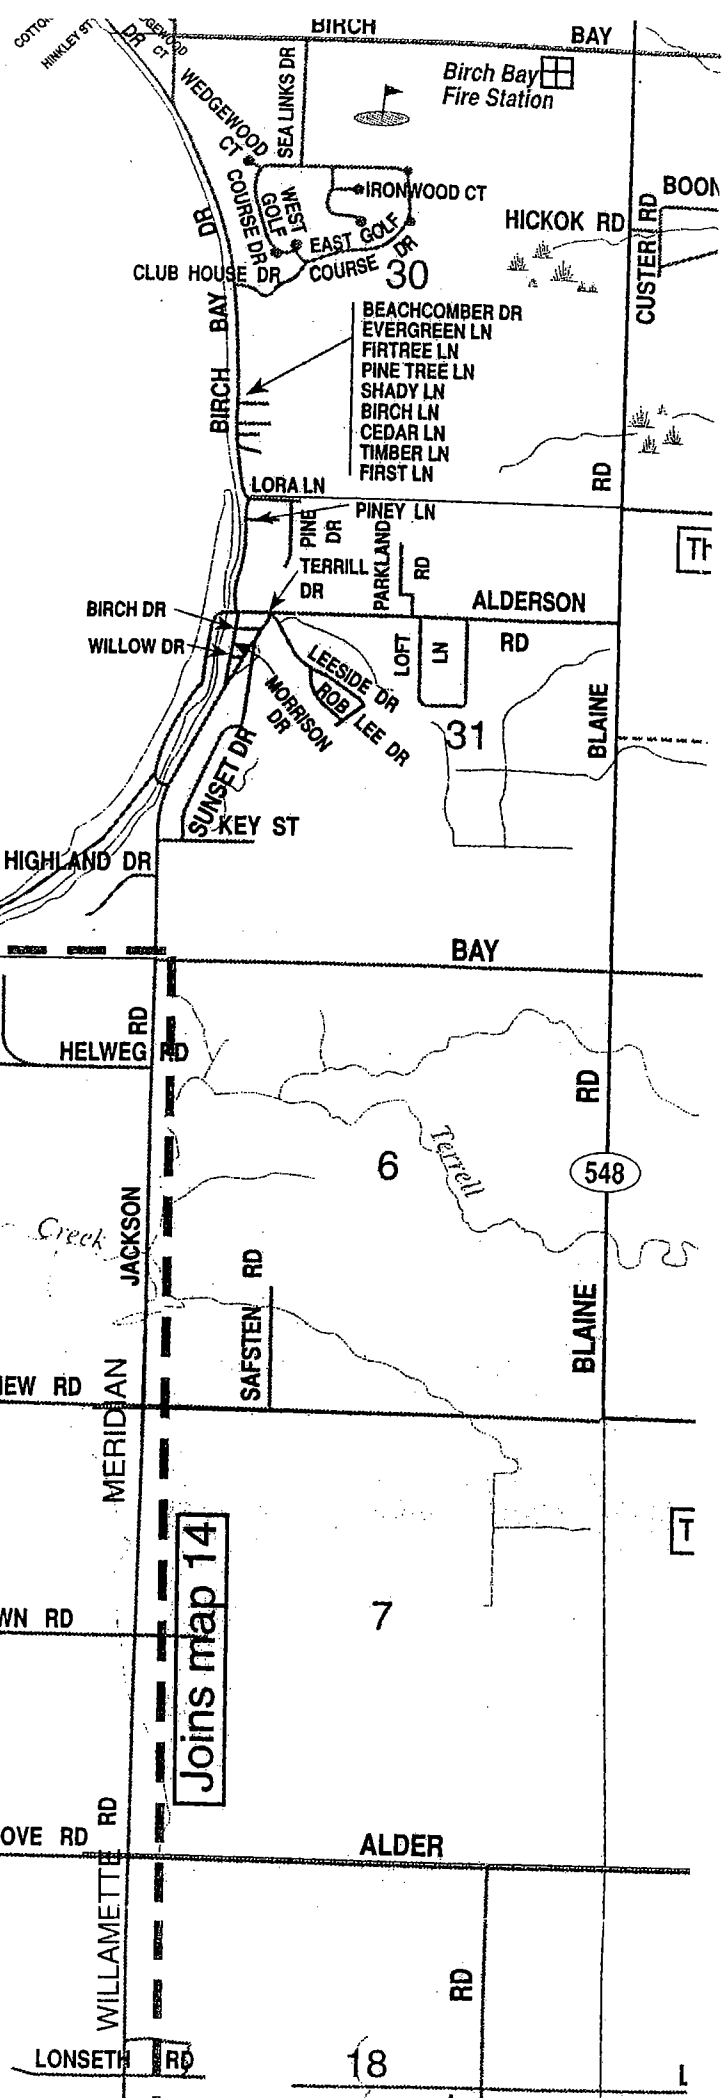 BIRCH BAY
HINKLEY ST
DR
CT
Birch Bay
Fire Station
WEDGEWOOD
CT
SEA LINKS DR
IRONWOOD CT
WEST
GOLF
COURSE DR
EAST GOLF
COURSE DR
HICKOK RD
CUSTER RD
CLUB HOUSE DR
30
BIRCH BAY DR
BEACHCOMBER DR
EVERGREEN LN
FIRTREE LN
PINE TREE LN
SHADY LN
BIRCH LN
CEDAR LN
TIMBER LN
FIRST LN
RD
LORA LN
PINEY LN
PINE
DR
TERRILL
DR
PARKLAND
RD
BIRCH DR
WILLOW DR
ALDERSON
RD
LOFT
LN
LEESIDE DR
ROB LEE DR
MORRISON
DR
31
BLAINE
SUNSET DR
KEY ST
HIGHLAND DR
BAY
RD
HELWEG RD
RD
6
Terrell
548
Creek
JACKSON
SAFSTEN RD
BLAINE
RD
MERIDIAN
Joins map 14
7
RD
ALDER
WILLAMETTE
RD
LONSETH RD
18